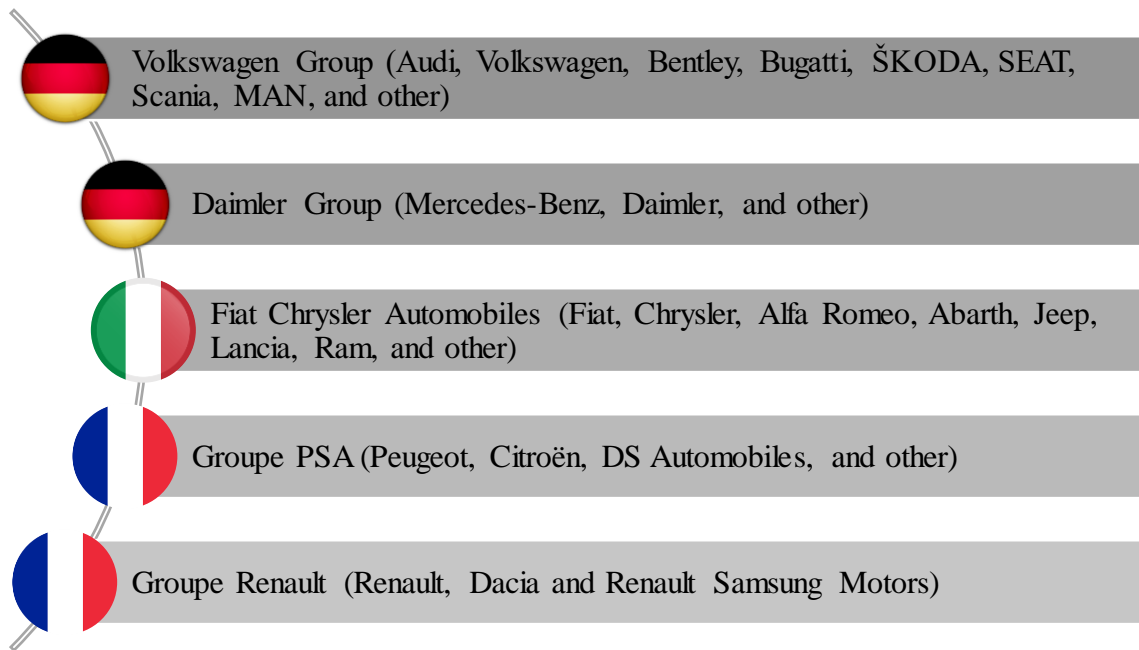 Volkswagen Group (Audi, Volkswagen, Bentley, Bugatti, ŠKODA, SEAT,
Scania, MAN, and other)
Daimler Group (Mercedes-Benz, Daimler, and other)
Fiat Chrysler Automobiles (Fiat, Chrysler, Alfa Romeo, Abarth, Jeep,
Lancia, Ram, and other)
Groupe PSA (Peugeot, Citroën, DS Automobiles, and other)
Groupe Renault (Renault, Dacia and Renault Samsung Motors)